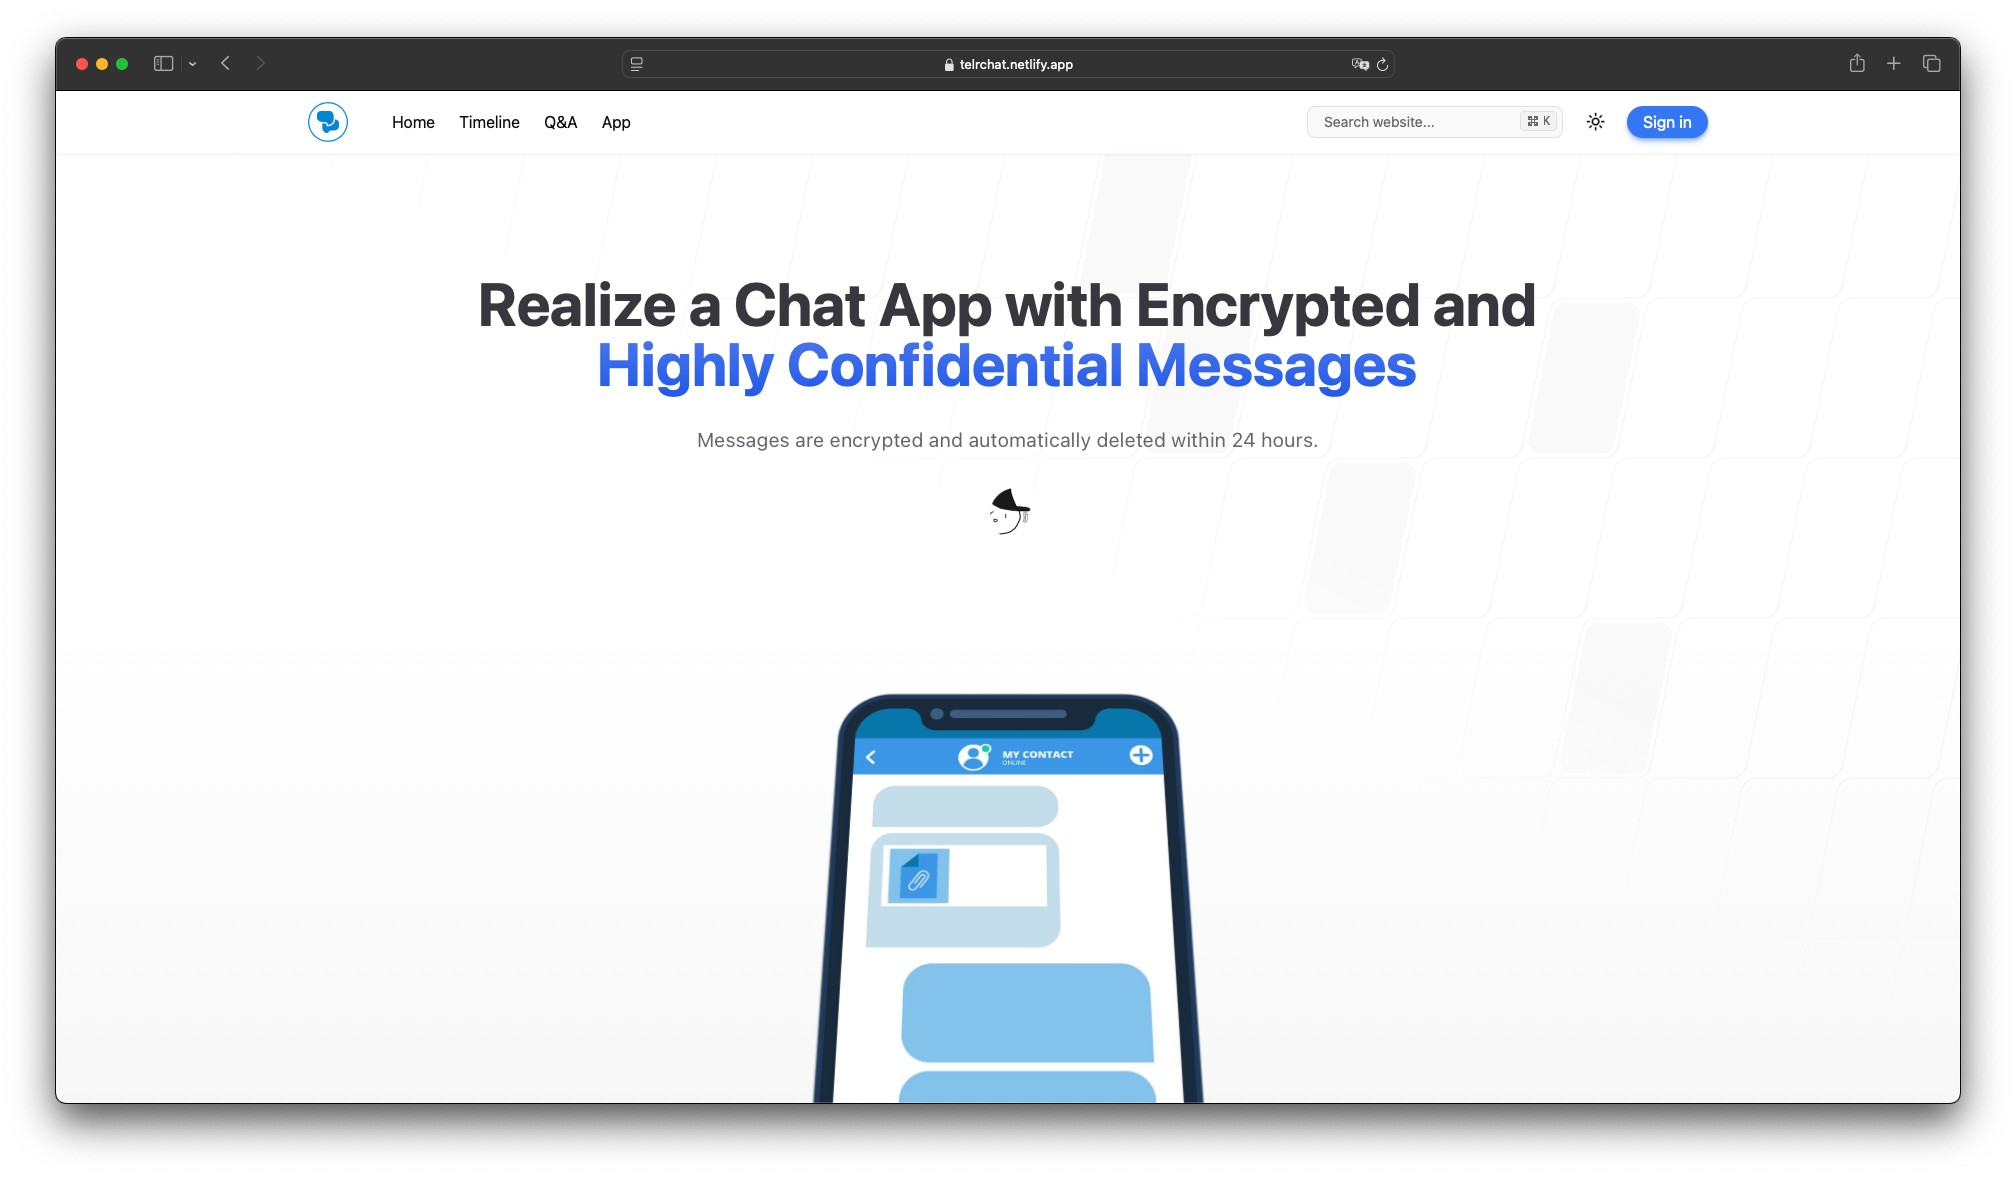 telrchat.netlify.app
Home Timeline Q&A App
Search website... ⌘ K
Sign in
Realize a Chat App with Encrypted and
Highly Confidential Messages
Messages are encrypted and automatically deleted within 24 hours.
MY CONTACT
ONLINE